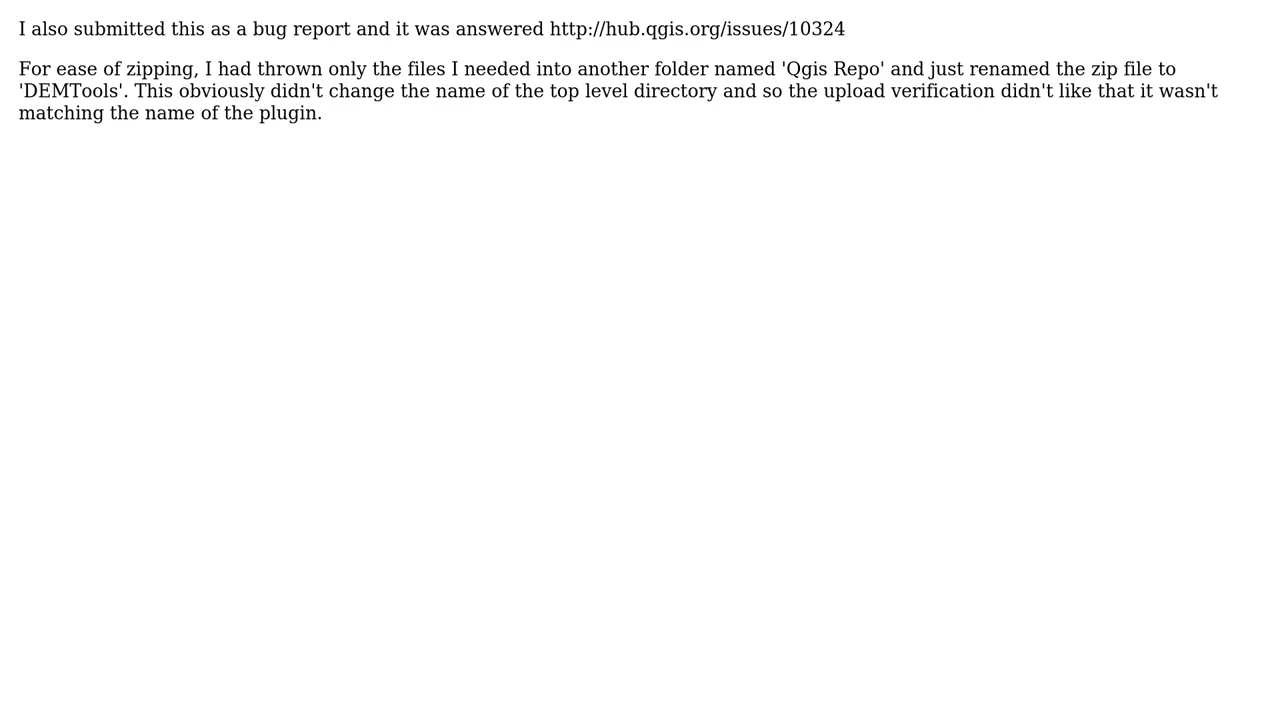 I also submitted this as a bug report and it was answered http://hub.qgis.org/issues/10324
For ease of zipping, I had thrown only the files I needed into another folder named 'Qgis Repo' and just renamed the zip file to
'DEMTools'. This obviously didn't change the name of the top level directory and so the upload verification didn't like that it wasn't
matching the name of the plugin.